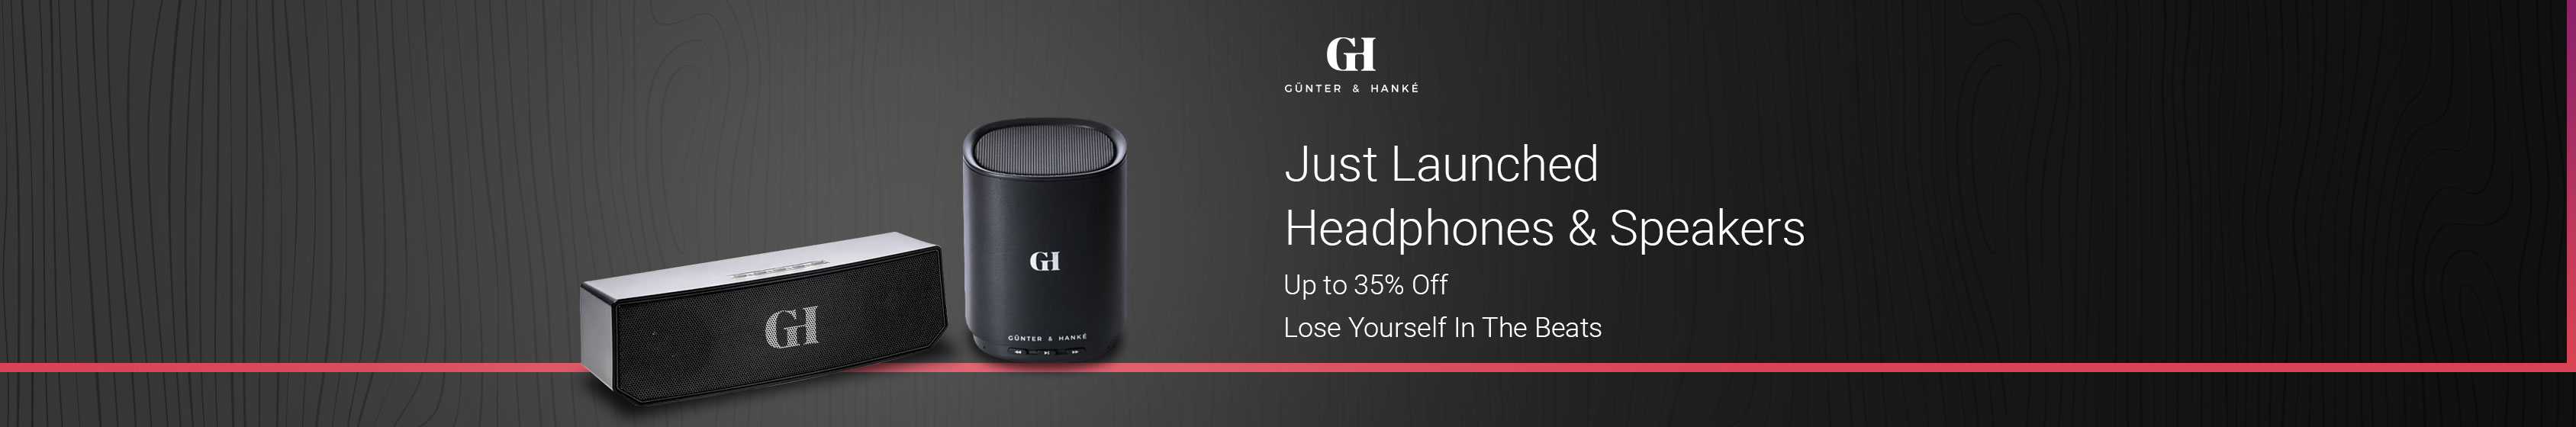 GH
GÜNTER & HANKÉ
Just Launched
Headphones & Speakers
Up to 35% Off
Lose Yourself In The Beats
GH
GH
GÜNTER & HANKÉ